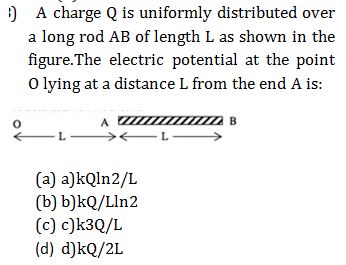 :) A charge Q is uniformly distributed over
a long rod AB of length L as shown in the
figure.The electric potential at the point
O lying at a distance L from the end A is:
O A B
L L
(a) a)kQln2/L
(b) b)kQ/Lln2
(c) c)k3Q/L
(d) d)kQ/2L